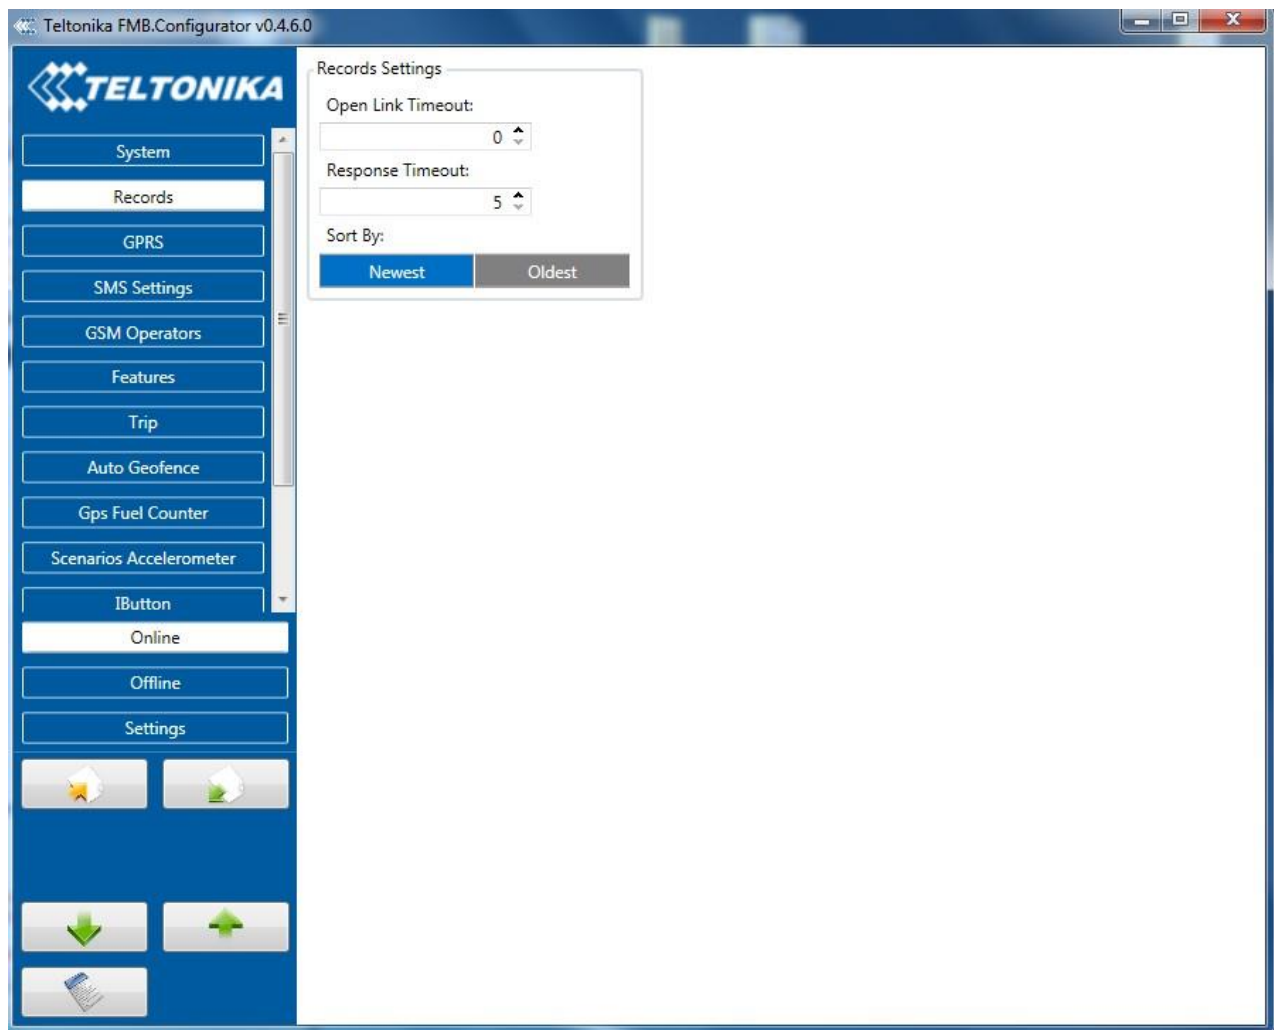 Teltonika FMB.Configurator v0.4.6.0
TELTONIKA
System
Records
GPRS
SMS Settings
GSM Operators
Features
Trip
Auto Geofence
Gps Fuel Counter
Scenarios Accelerometer
IButton
Online
Offline
Settings
Records Settings
Open Link Timeout:
0
Response Timeout:
5
Sort By:
Newest Oldest